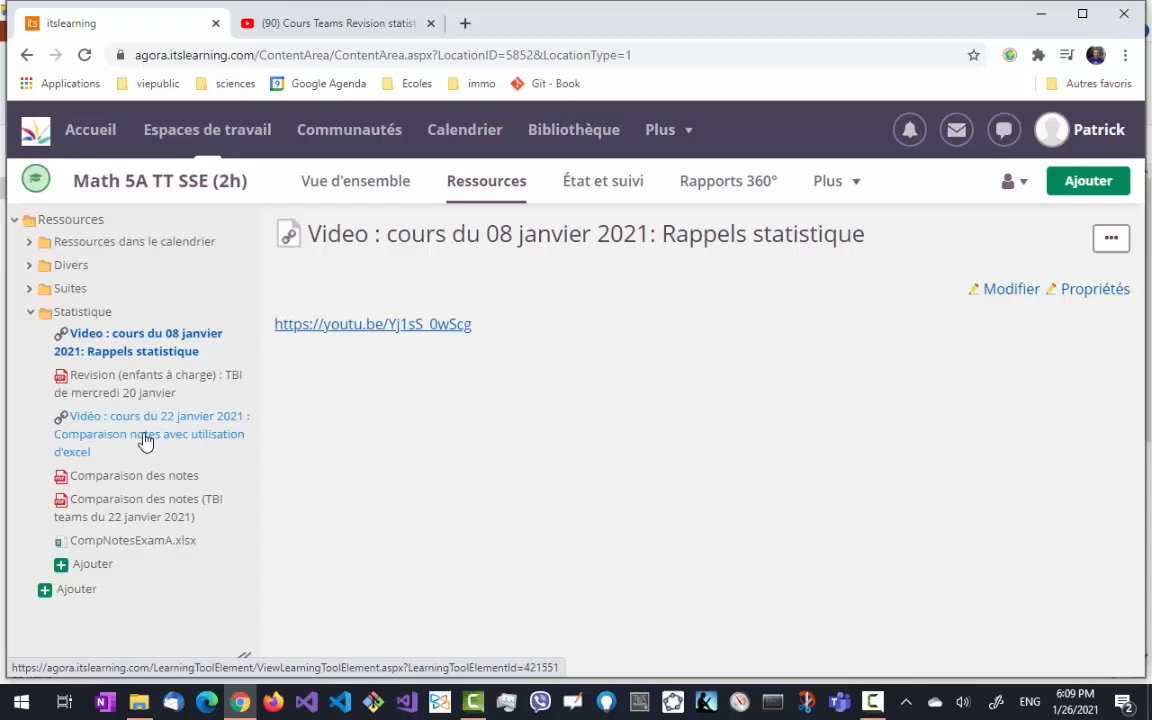 its
itslearning
(90) Cours Teams Revision statist
agora.itslearning.com/ContentArea/ContentArea.aspx?LocationID=5852&LocationType=1
Applications
viepublic
sciences
9
Google Agenda
Ecoles
immo
Git - Book
Autres favoris
Accueil
Espaces de travail
Communautés
Calendrier
Bibliothèque
Plus
Patrick
Math 5A TT SSE (2h)
Vue d'ensemble
Ressources
État et suivi
Rapports 360°
Plus
Ajouter
Ressources
Ressources dans le calendrier
Divers
Suites
Statistique
Video : cours du 08 janvier
2021: Rappels statistique
Revision (enfants à charge) : TBI
de mercredi 20 janvier
Vidéo : cours du 22 janvier 2021 :
Comparaison notes avec utilisation
d'excel
Comparaison des notes
Comparaison des notes (TBI
teams du 22 janvier 2021)
CompNotesExamA.xlsx
Ajouter
Ajouter
Video : cours du 08 janvier 2021: Rappels statistique
Modifier
Propriétés
https://youtu.be/Yj1sS_0wScg
https://agora.itslearning.com/LearningToolElement/ViewLearningToolElement.aspx?LearningToolElementId=421551
ENG
6:09 PM
1/26/2021
2